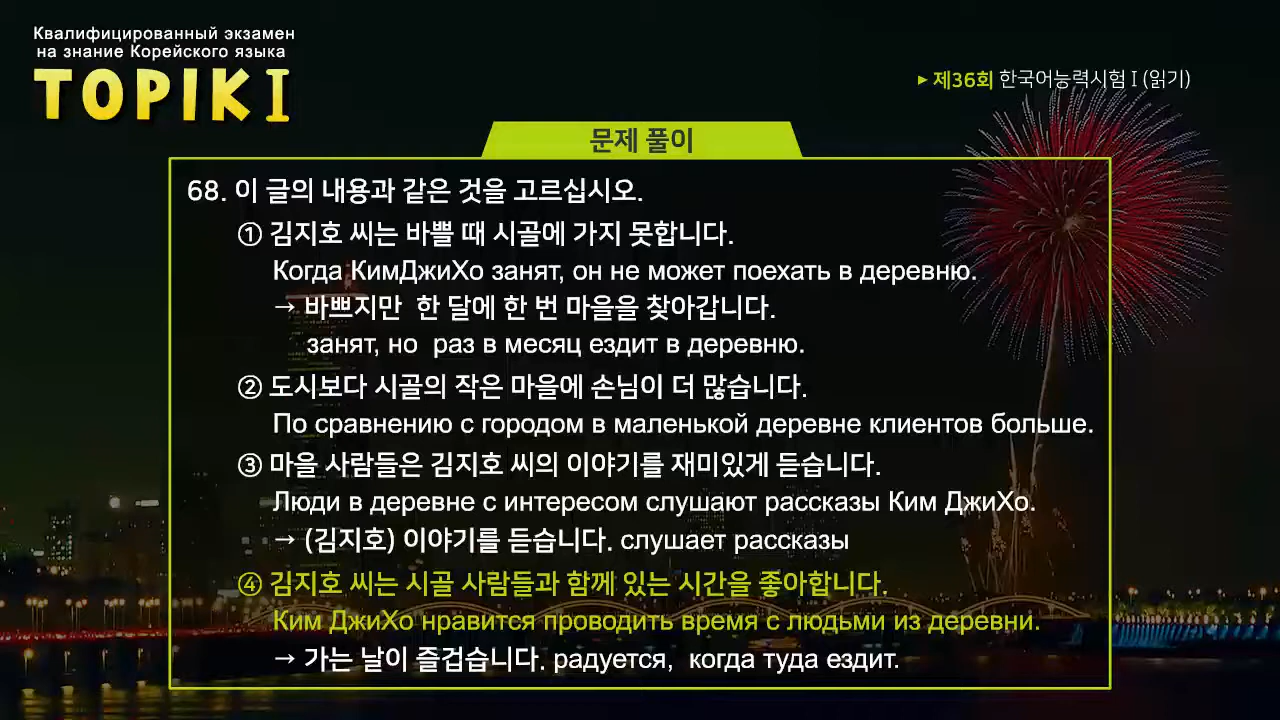 Квалифицированный экзамен
на знание Корейского языка
TOPIK I
▸ 제36회 한국어능력시험 I (읽기)
문제 풀이
68. 이 글의 내용과 같은 것을 고르십시오.
① 김지호 씨는 바쁠 때 시골에 가지 못합니다.
Когда КимДжиХо занят, он не может поехать в деревню.
→ 바쁘지만 한 달에 한 번 마을을 찾아갑니다.
занят, но раз в месяц ездит в деревню.
② 도시보다 시골의 작은 마을에 손님이 더 많습니다.
По сравнению с городом в маленькой деревне клиентов больше.
③ 마을 사람들은 김지호 씨의 이야기를 재미있게 듣습니다.
Люди в деревне с интересом слушают рассказы Ким ДжиХо.
→ (김지호) 이야기를 듣습니다. слушает рассказы
④ 김지호 씨는 시골 사람들과 함께 있는 시간을 좋아합니다.
Ким ДжиХо нравится проводить время с людьми из деревни.
→ 가는 날이 즐겁습니다. радуется, когда туда ездит.